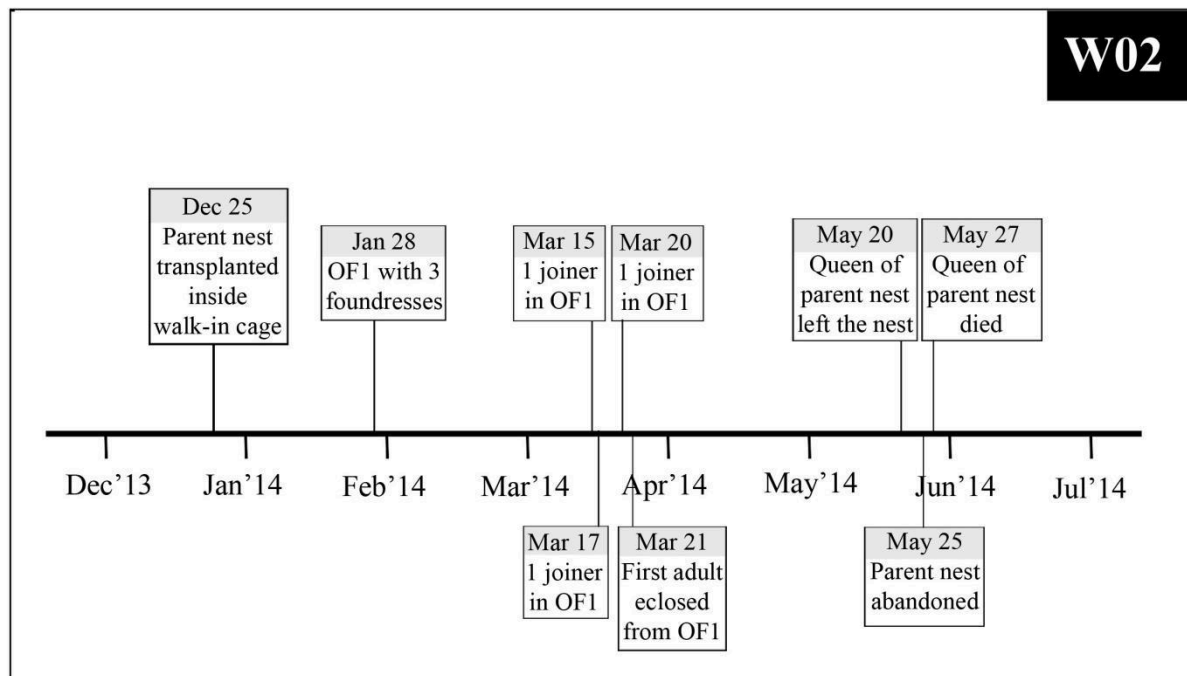 W02
Dec 25
Parent nest
transplanted
inside
walk-in cage
Jan 28
OF1 with 3
foundresses
Mar 15
1 joiner
in OF1
Mar 20
1 joiner
in OF1
May 20
Queen of
parent nest
left the nest
May 27
Queen of
parent nest
died
Dec’13
Jan’14
Feb’14
Mar’14
Apr’14
May’14
Jun’14
Jul’14
Mar 17
1 joiner
in OF1
Mar 21
First adult
eclosed
from OF1
May 25
Parent nest
abandoned